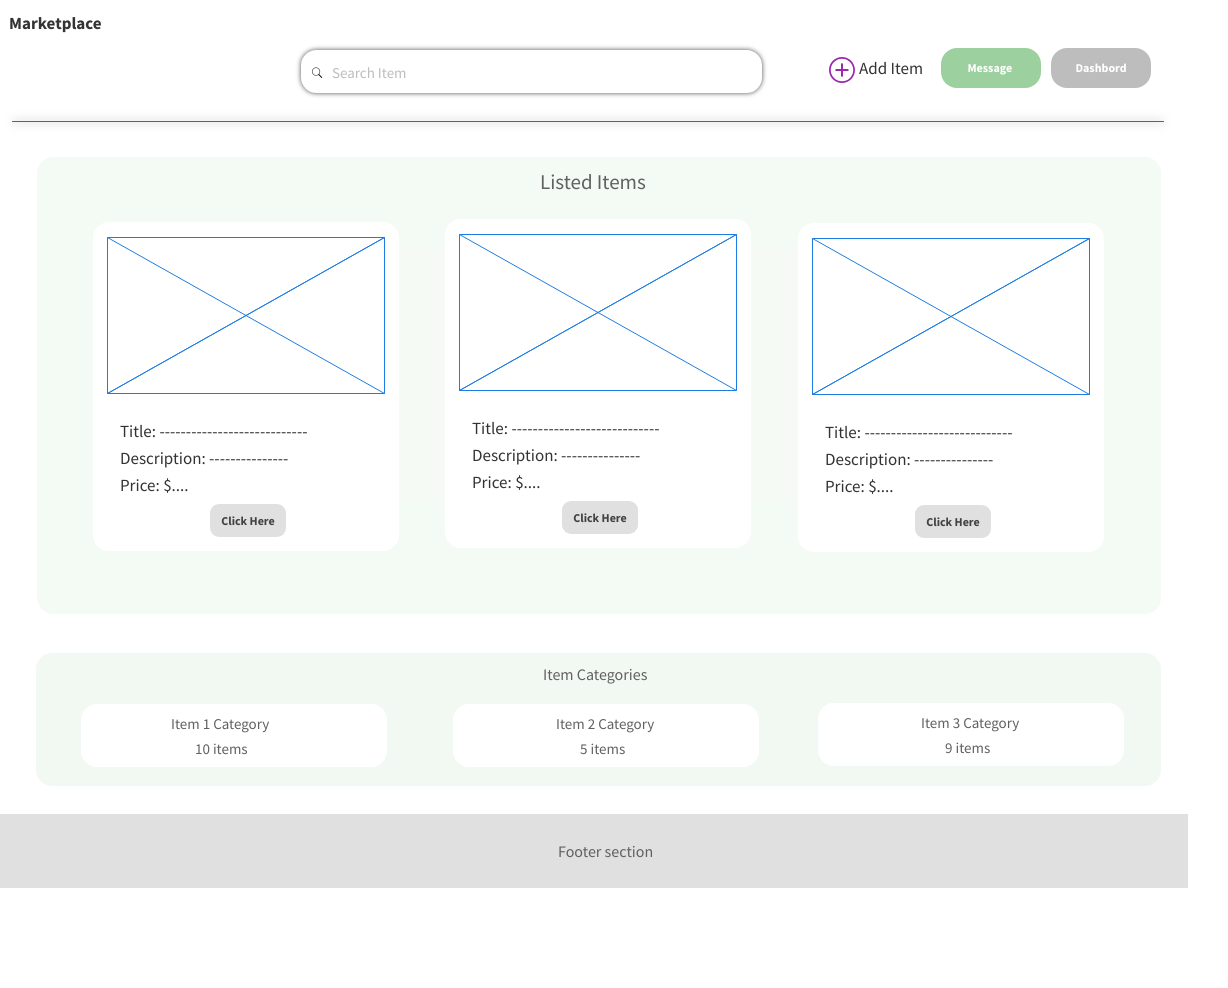 Marketplace
Search Item
Add Item
Message
Dashbord
Listed Items
Title: ----------------------------
Description: ---------------
Price: $....
Click Here
Title: ----------------------------
Description: ---------------
Price: $....
Click Here
Title: ----------------------------
Description: ---------------
Price: $....
Click Here
Item Categories
Item 1 Category
10 items
Item 2 Category
5 items
Item 3 Category
9 items
Footer section